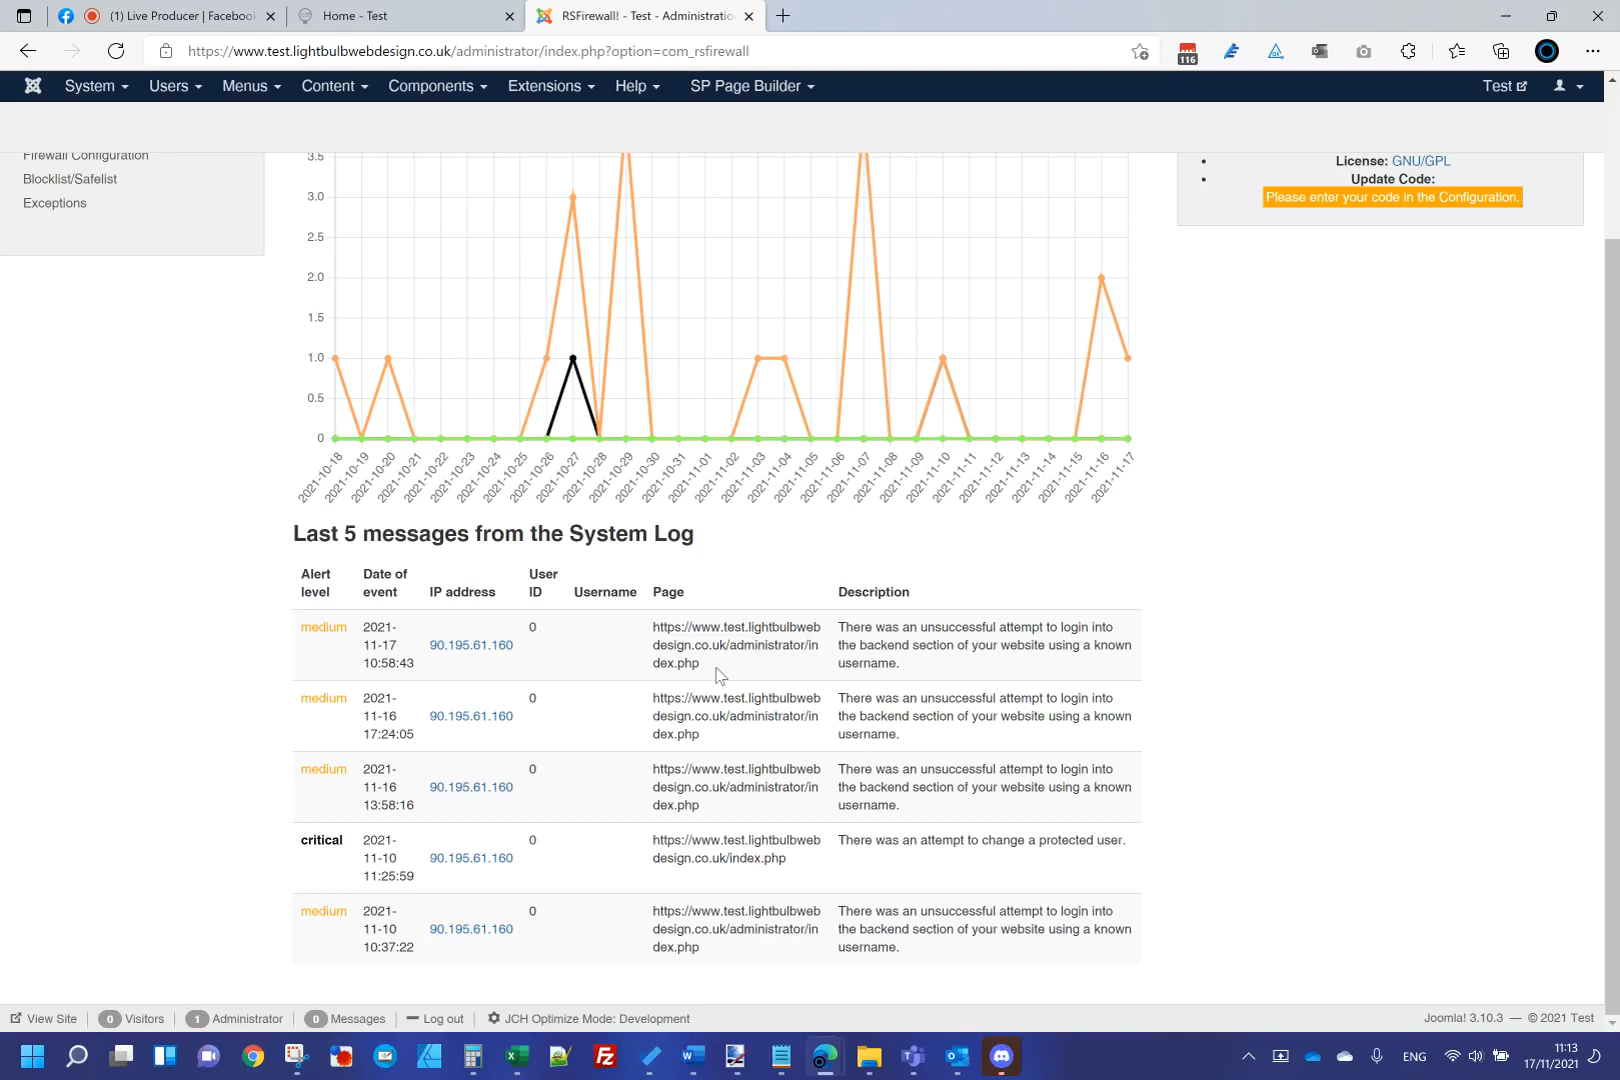 (1) Live Producer | Facebook
Home - Test
RSFirewall! - Test - Administratio
https://www.test.lightbulbwebdesign.co.uk/administrator/index.php?option=com_rsfirewall
116
System
Users
Menus
Content
Components
Extensions
Help
SP Page Builder
Test
Firewall Configuration
Blocklist/Safelist
Exceptions
License: GNU/GPL
Update Code:
Please enter your code in the Configuration.
3.5
3.0
2.5
2.0
1.5
1.0
0.5
0
2021-10-18
2021-10-19
2021-10-20
2021-10-21
2021-10-22
2021-10-23
2021-10-24
2021-10-25
2021-10-26
2021-10-27
2021-10-28
2021-10-29
2021-10-30
2021-10-31
2021-11-01
2021-11-02
2021-11-03
2021-11-04
2021-11-05
2021-11-06
2021-11-07
2021-11-08
2021-11-09
2021-11-10
2021-11-11
2021-11-12
2021-11-13
2021-11-14
2021-11-15
2021-11-16
2021-11-17
Last 5 messages from the System Log
Alert level
Date of event
IP address
User ID
Username
Page
Description
medium
2021-
11-17
10:58:43
90.195.61.160
0
https://www.test.lightbulbweb
design.co.uk/administrator/in
dex.php
There was an unsuccessful attempt to login into
the backend section of your website using a known
username.
medium
2021-
11-16
17:24:05
90.195.61.160
0
https://www.test.lightbulbweb
design.co.uk/administrator/in
dex.php
There was an unsuccessful attempt to login into
the backend section of your website using a known
username.
medium
2021-
11-16
13:58:16
90.195.61.160
0
https://www.test.lightbulbweb
design.co.uk/administrator/in
dex.php
There was an unsuccessful attempt to login into
the backend section of your website using a known
username.
critical
2021-
11-10
11:25:59
90.195.61.160
0
https://www.test.lightbulbweb
design.co.uk/index.php
There was an attempt to change a protected user.
medium
2021-
11-10
10:37:22
90.195.61.160
0
https://www.test.lightbulbweb
design.co.uk/administrator/in
dex.php
There was an unsuccessful attempt to login into
the backend section of your website using a known
username.
View Site
0 Visitors
1 Administrator
0 Messages
Log out
JCH Optimize Mode: Development
Joomla! 3.10.3 — © 2021 Test
ENG
11:13
17/11/2021